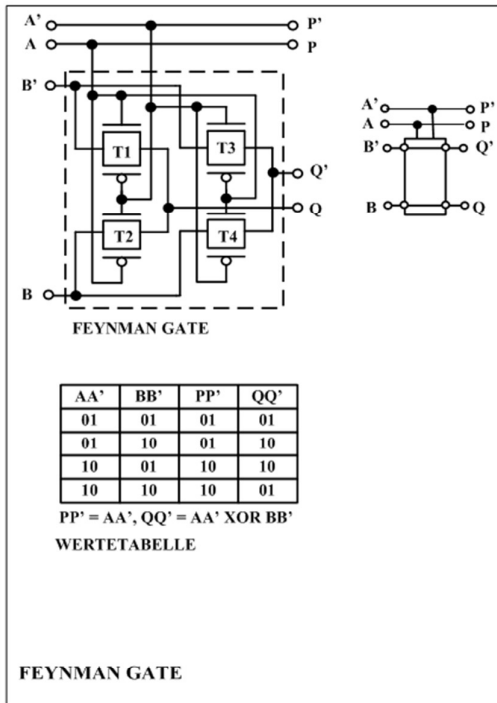 A' P'
A P
B'
T1 T3
Q'
Q
T2 T4
B
FEYNMAN GATE
A' P'
A P
B' Q'
B Q
AA' BB' PP' QQ'
01 01 01 01
01 10 01 10
10 01 10 10
10 10 10 01
PP' = AA', QQ' = AA' XOR BB'
WERTETABELLE
FEYNMAN GATE